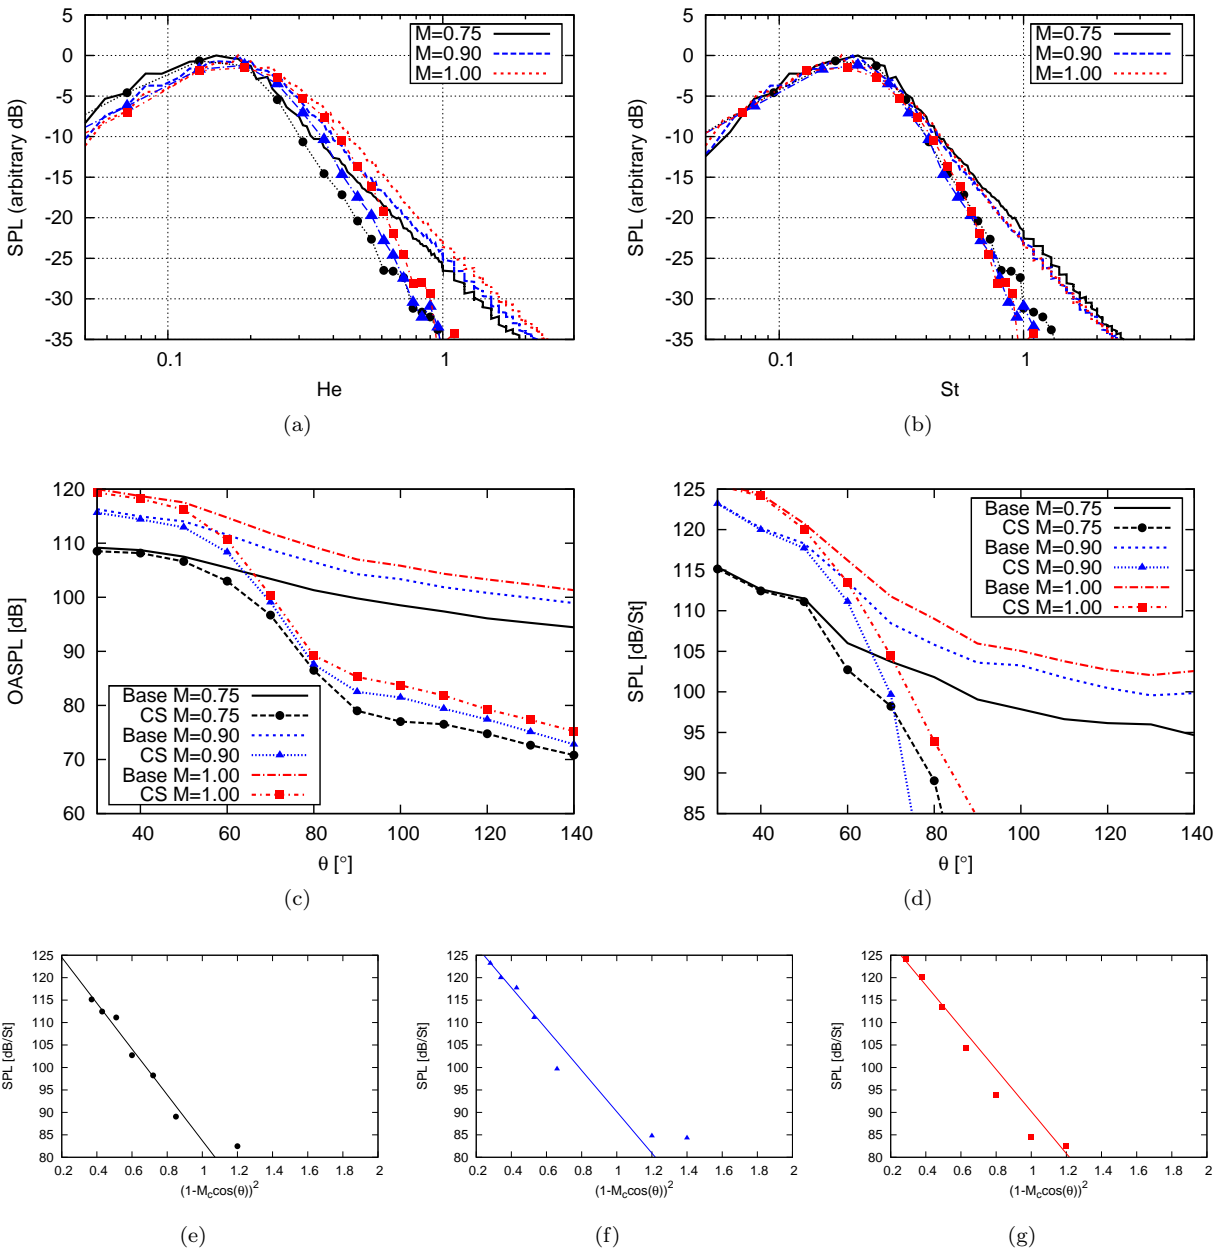 5
0
-5
-10
-15
-20
-25
-30
-35
SPL (arbitrary dB)
0.1
1
He
M=0.75
M=0.90
M=1.00
(a)
5
0
-5
-10
-15
-20
-25
-30
-35
SPL (arbitrary dB)
0.1
1
St
M=0.75
M=0.90
M=1.00
(b)
120
110
100
90
80
70
60
OASPL [dB]
40
60
80
100
120
140
θ [°]
Base M=0.75
CS M=0.75
Base M=0.90
CS M=0.90
Base M=1.00
CS M=1.00
(c)
125
120
115
110
105
100
95
90
85
SPL [dB/St]
40
60
80
100
120
140
θ [°]
Base M=0.75
CS M=0.75
Base M=0.90
CS M=0.90
Base M=1.00
CS M=1.00
(d)
125
120
115
110
105
100
95
90
85
80
SPL [dB/St]
0.2 0.4 0.6 0.8 1 1.2 1.4 1.6 1.8 2
(1-M_c cos(θ))^2
(e)
125
120
115
110
105
100
95
90
85
80
SPL [dB/St]
0.2 0.4 0.6 0.8 1 1.2 1.4 1.6 1.8 2
(1-M_c cos(θ))^2
(f)
125
120
115
110
105
100
95
90
85
80
SPL [dB/St]
0.2 0.4 0.6 0.8 1 1.2 1.4 1.6 1.8 2
(1-M_c cos(θ))^2
(g)